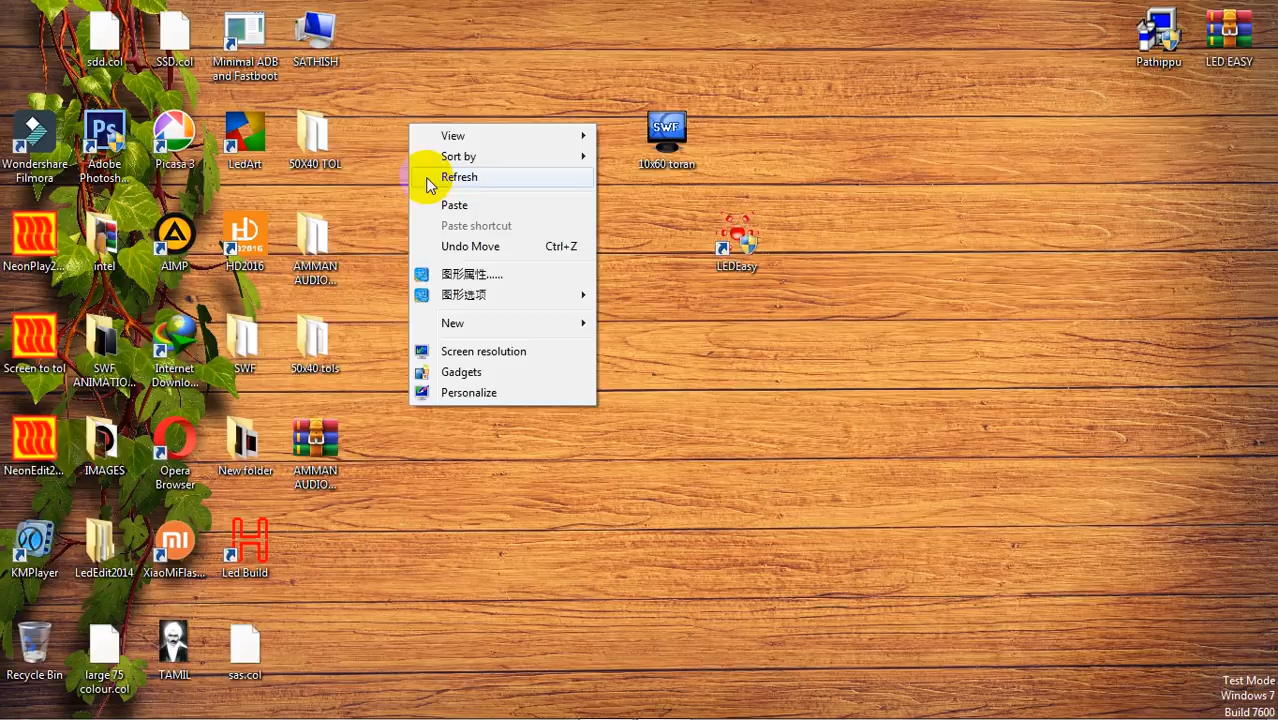 sdd.col
SSD.col
Minimal ADB
and Fastboot
SATHISH
Pathippu
LED EASY
Wondershare
Filmora
Ps
Adobe
Photosh...
Picasa 3
LedArt
50X40 TOL
SWF
10x60 toran
View
Sort by
Refresh
Paste
Paste shortcut
Undo Move Ctrl+Z
图形属性......
图形选项
New
Screen resolution
Gadgets
Personalize
NeonPlay2...
intel
AIMP
HD
2016
HD2016
AMMAN
AUDIO...
LEDEasy
Screen to tol
SWF
ANIMATIO...
Internet
Downlo...
SWF
50x40 tols
NeonEdit2...
IMAGES
Opera
Browser
New folder
AMMAN
AUDIO...
KMPlayer
LedEdit2014
XiaoMiFlas...
Led Build
Recycle Bin
large 75
colour.col
TAMIL
sas.col
Test Mode
Windows 7
Build 7600